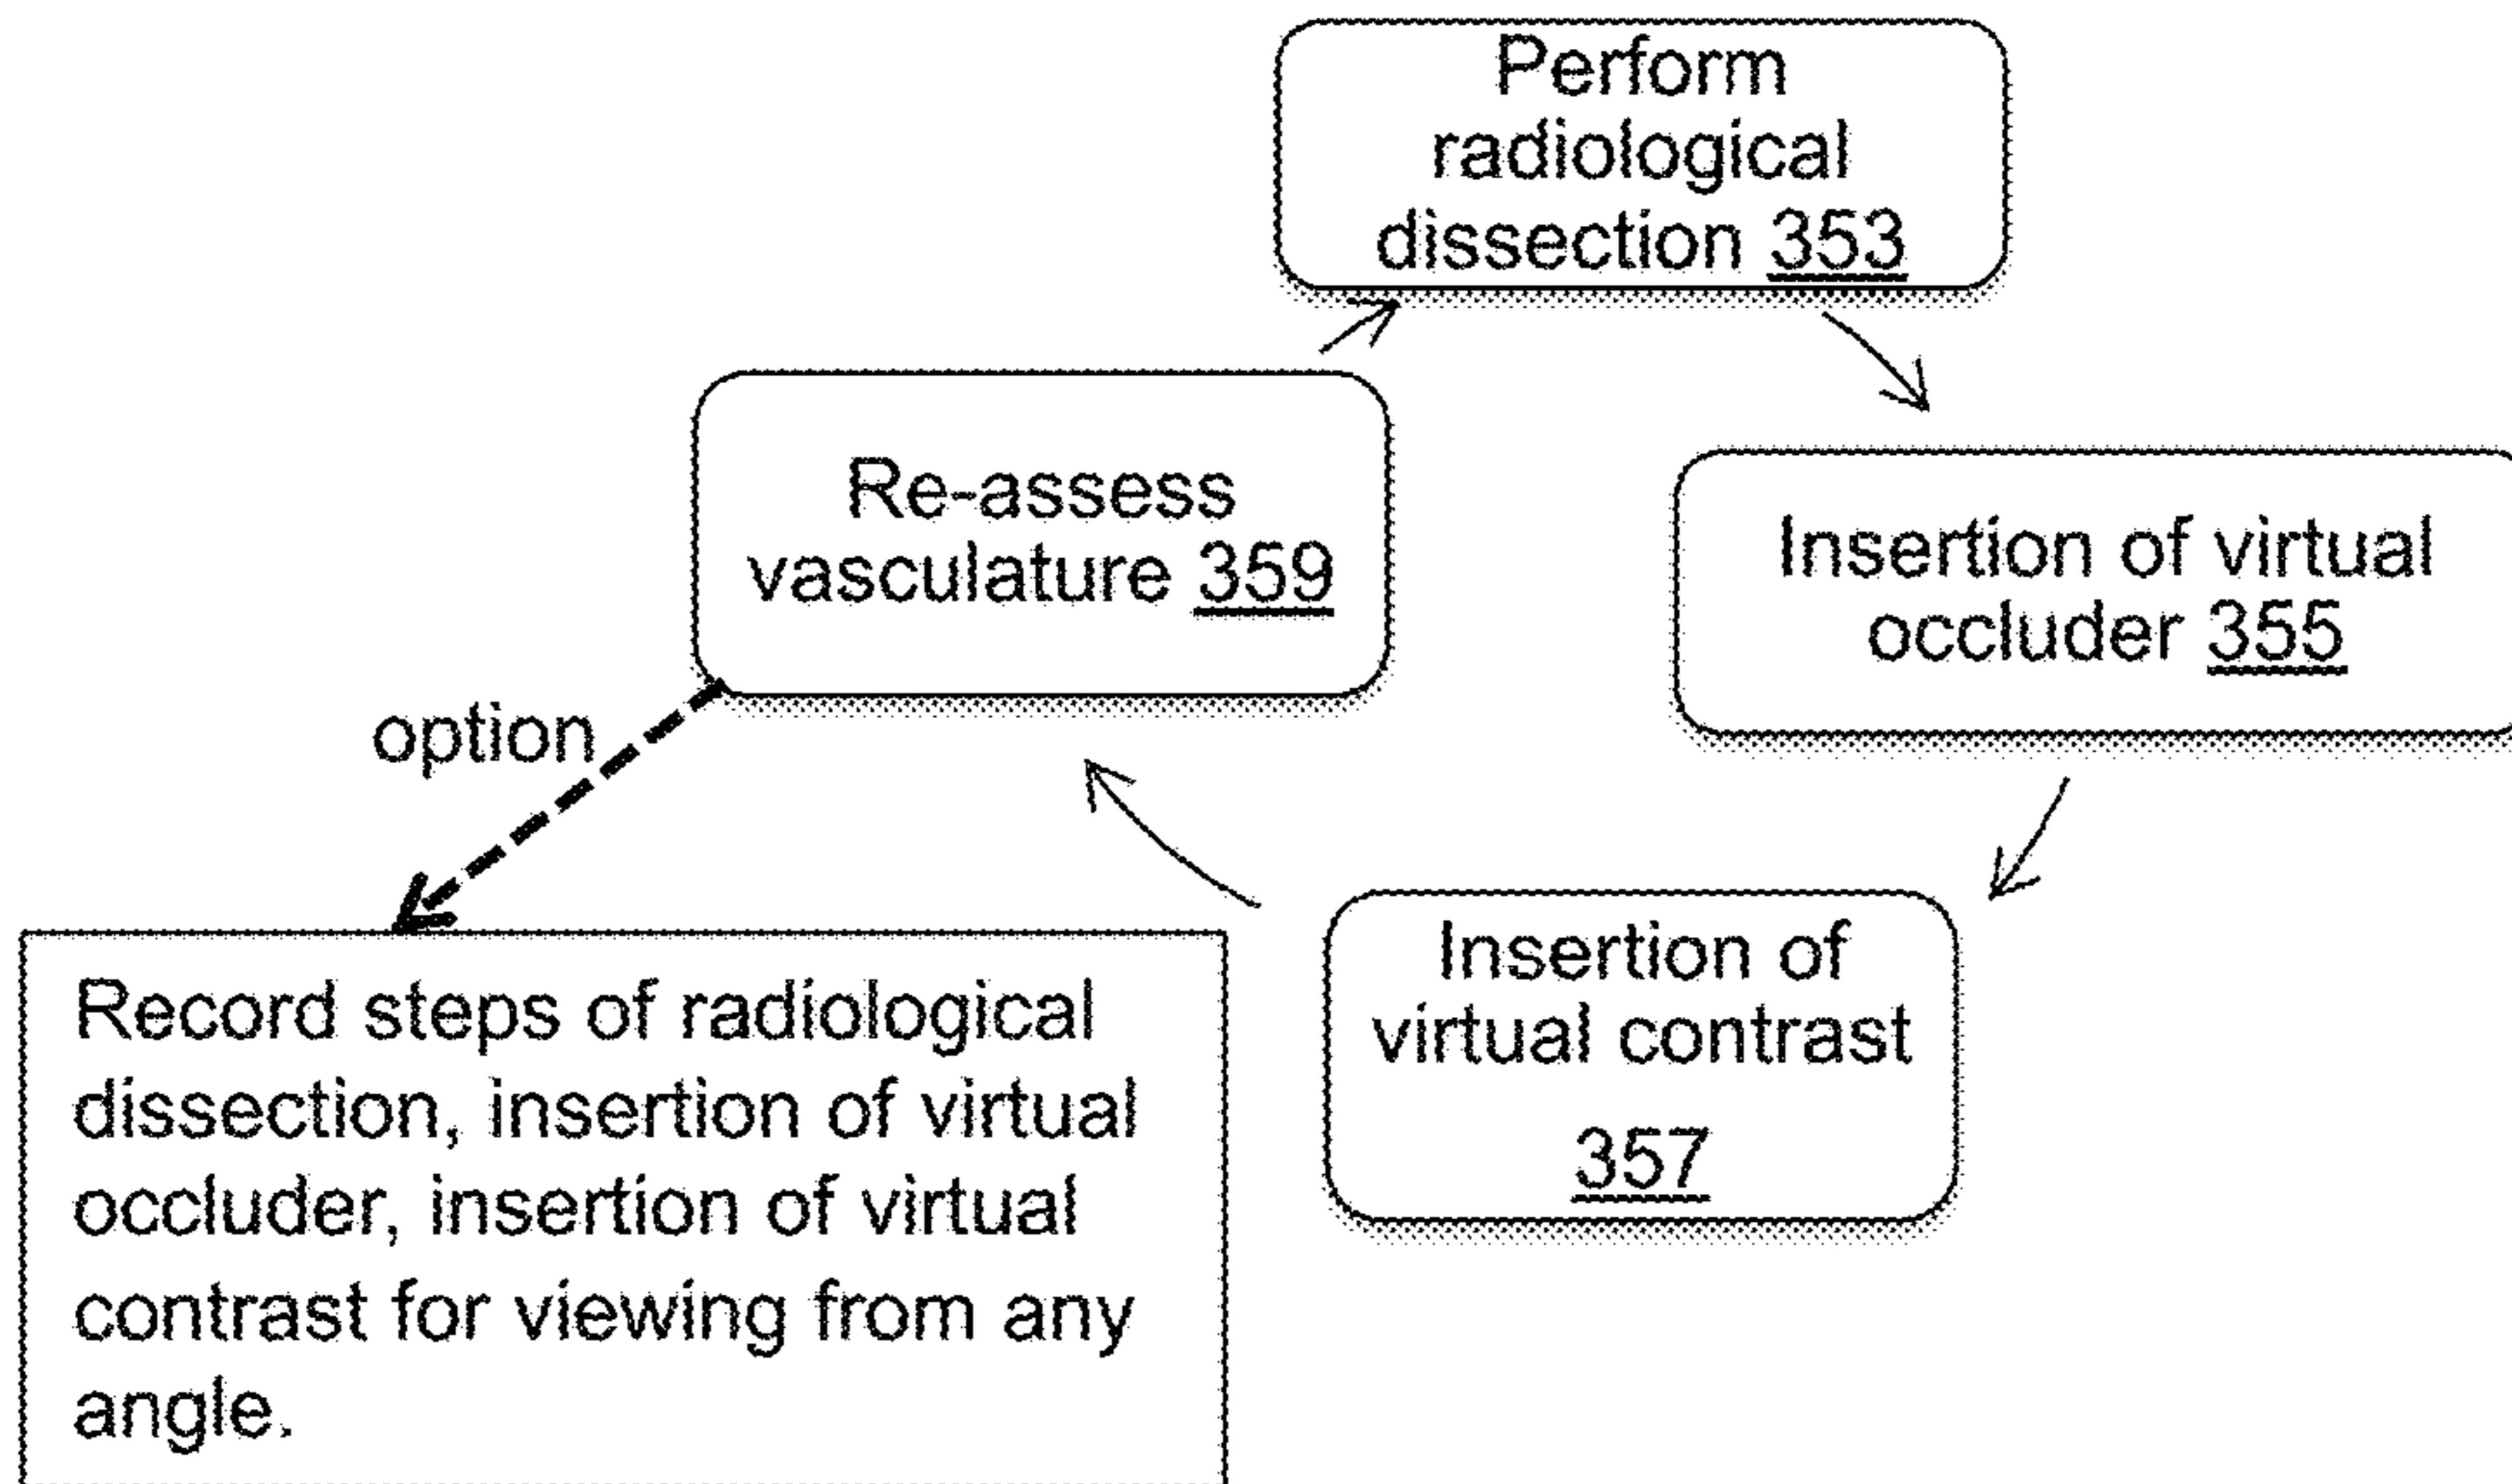 Perform
radiological
dissection 353
Re-assess
vasculature 359
Insertion of virtual
occluder 355
option
Insertion of
virtual contrast
357
Record steps of radiological
dissection, insertion of virtual
occluder, insertion of virtual
contrast for viewing from any
angle.